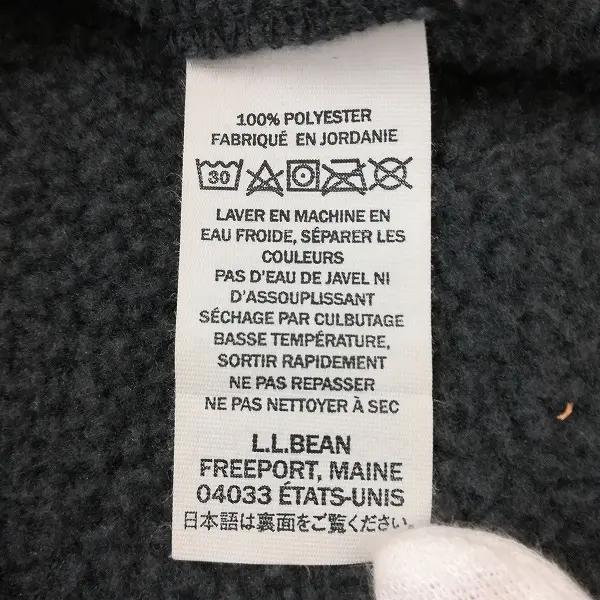 100% POLYESTER
FABRIQUÉ EN JORDANIE
30
LAVER EN MACHINE EN
EAU FROIDE, SÉPARER LES
COULEURS
PAS D'EAU DE JAVEL NI
D'ASSOUPLISSANT
SÉCHAGE PAR CULBUTAGE
BASSE TEMPÉRATURE,
SORTIR RAPIDEMENT
NE PAS REPASSER
NE PAS NETTOYER À SEC
L.L.BEAN
FREEPORT, MAINE
04033 ÉTATS-UNIS
日本語は裏面をご覧ください。